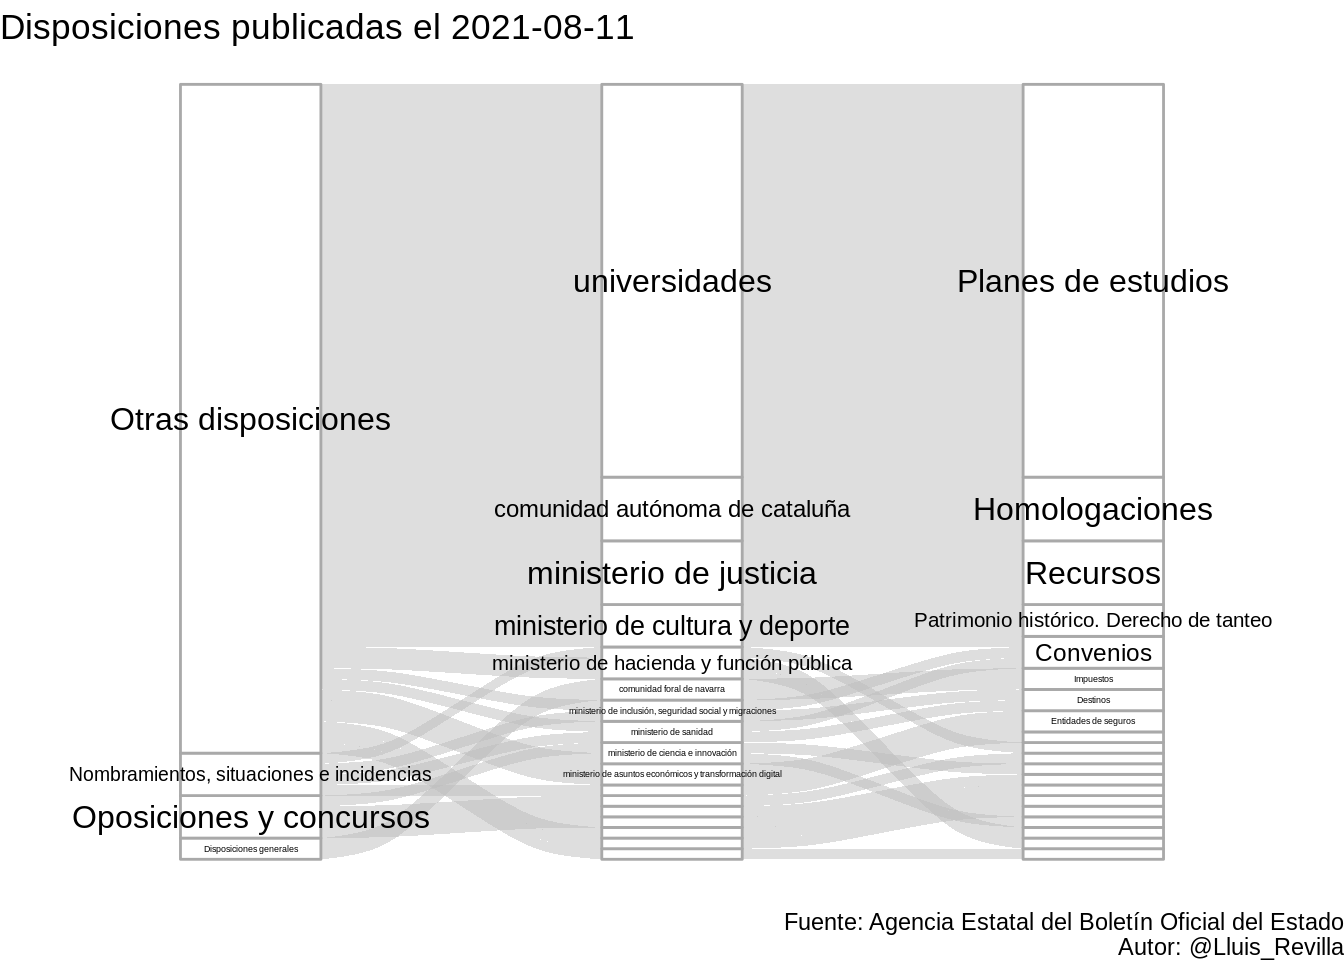 Disposiciones publicadas el 2021-08-11
Otras disposiciones
Nombramientos, situaciones e incidencias
Oposiciones y concursos
Disposiciones generales
universidades
comunidad autónoma de cataluña
ministerio de justicia
ministerio de cultura y deporte
ministerio de hacienda y función pública
comunidad foral de navarra
ministerio de inclusión, seguridad social y migraciones
ministerio de sanidad
ministerio de ciencia e innovación
ministerio de asuntos económicos y transformación digital
Planes de estudios
Homologaciones
Recursos
Patrimonio histórico. Derecho de tanteo
Convenios
Impuestos
Destinos
Entidades de seguros
Fuente: Agencia Estatal del Boletín Oficial del Estado
Autor: @Lluis_Revilla